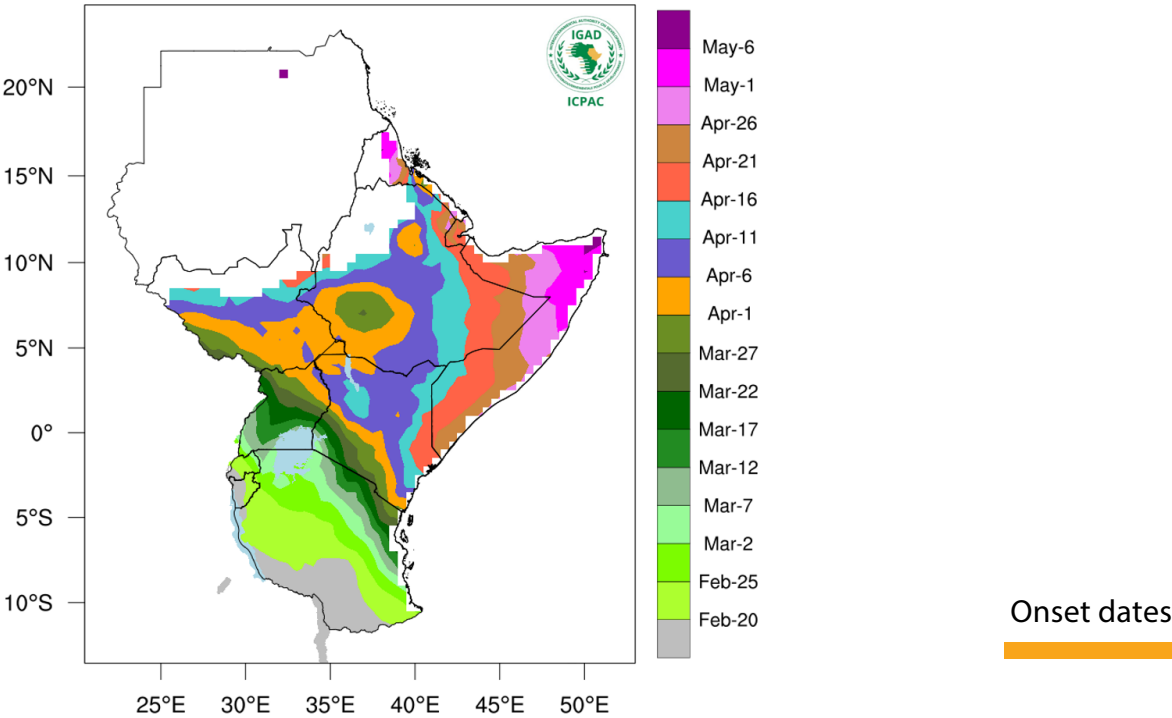 IGAD
ICPAC
20°N
15°N
10°N
5°N
0°
5°S
10°S
25°E
30°E
35°E
40°E
45°E
50°E
May-6
May-1
Apr-26
Apr-21
Apr-16
Apr-11
Apr-6
Apr-1
Mar-27
Mar-22
Mar-17
Mar-12
Mar-7
Mar-2
Feb-25
Feb-20
Onset dates